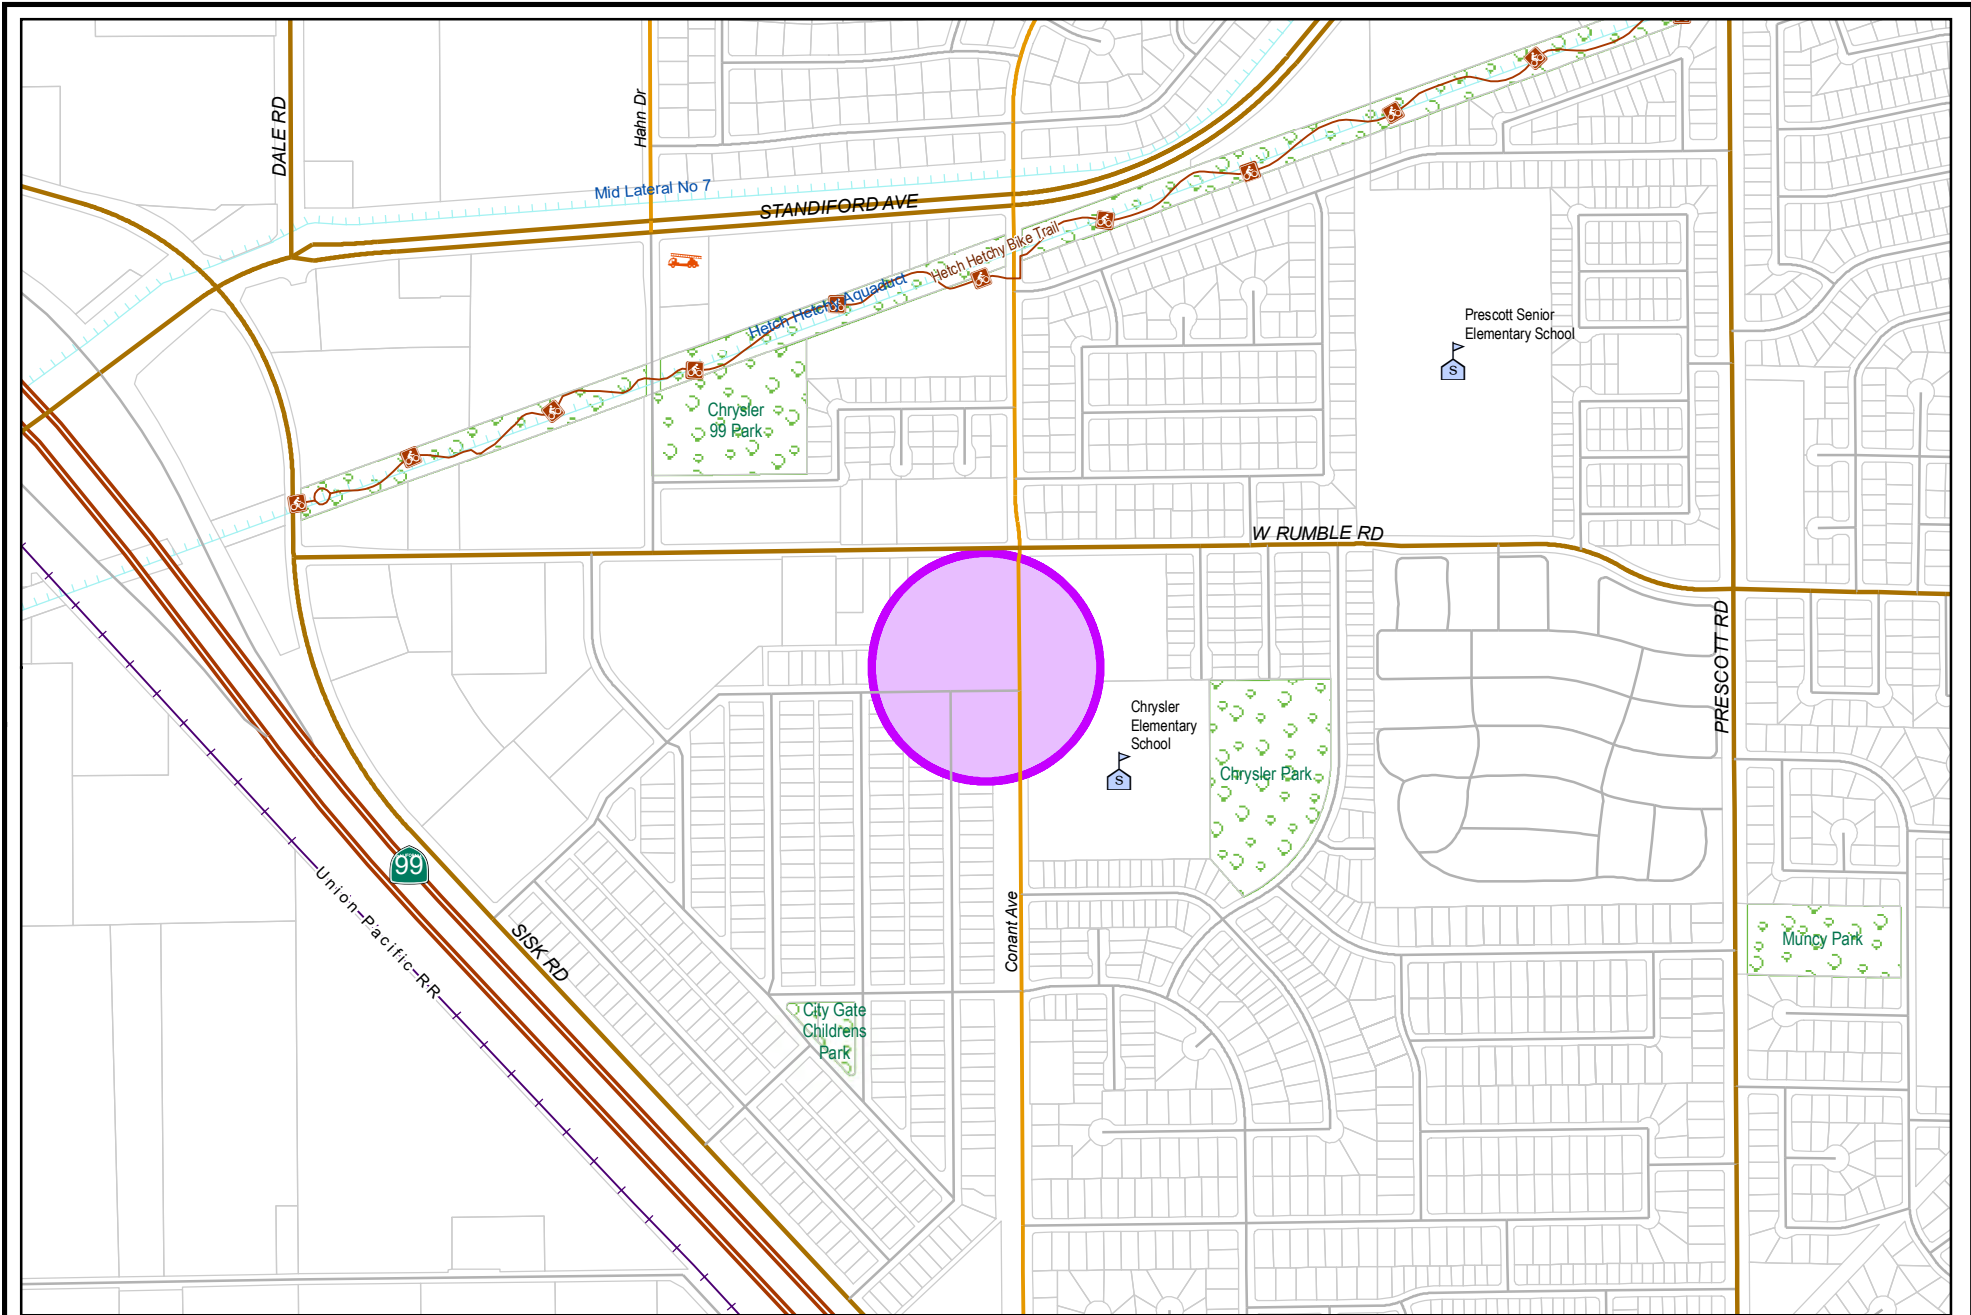 DALE RD
Hahn Dr
Mid Lateral No 7
STANDIFORD AVE
Hetch Hetchy Bike Trail
Hetch Hetchy Aquaduct
Prescott Senior
Elementary School
S
Chrysler
99 Park
W RUMBLE RD
PRESCOTT RD
Chrysler
Elementary
School
S
Chrysler Park
99
Union Pacific RR
SISK RD
Conant Ave
Muncy Park
City Gate
Childrens
Park